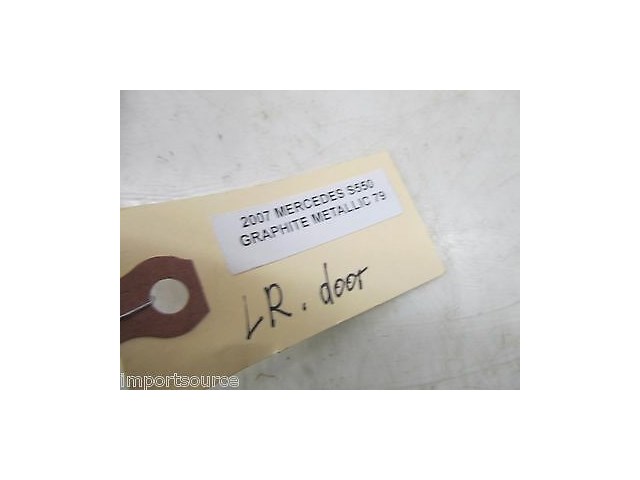 2007 MERCEDES S550
GRAPHITE METALLIC 79
LR. door
importsource